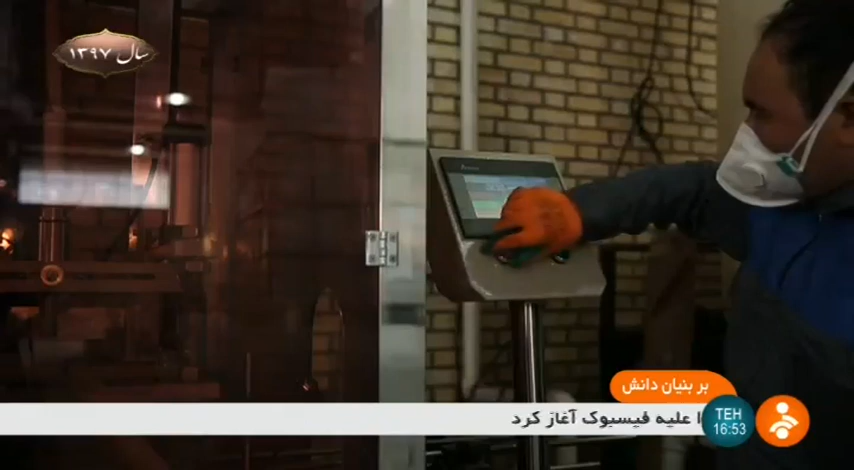 سال ۱۳۹۷
بر بنیان دانش
ا علیه فیسبوک آغاز کرد
TEH
16:53